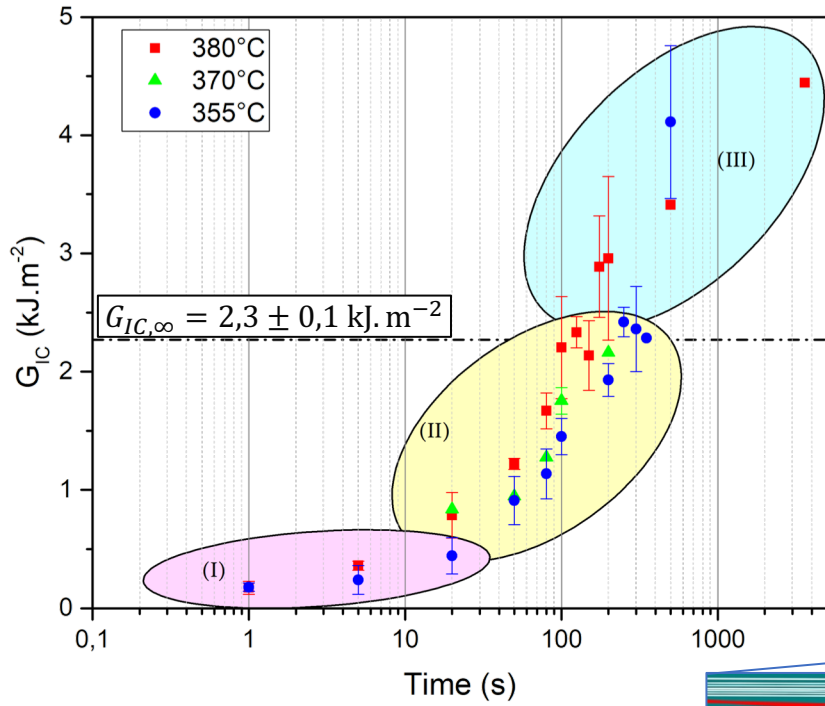 5
4
3
2
1
0
G_IC (kJ.m⁻²)
380°C
370°C
355°C
G_IC,∞ = 2,3 ± 0,1 kJ. m⁻²
(III)
(II)
(I)
0,1 1 10 100 1000
Time (s)